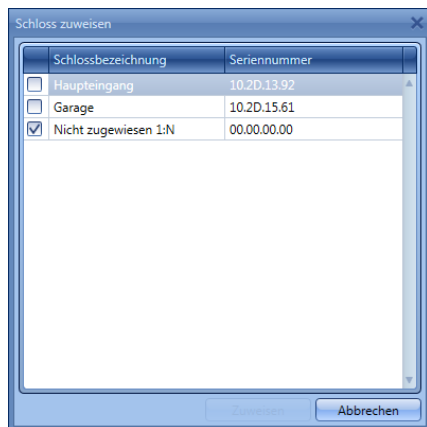 Schloss zuweisen
Schlossbezeichnung Seriennummer
Haupteingang 10.2D.13.92
Garage 10.2D.15.61
Nicht zugewiesen 1:N 00.00.00.00
Zuweisen Abbrechen